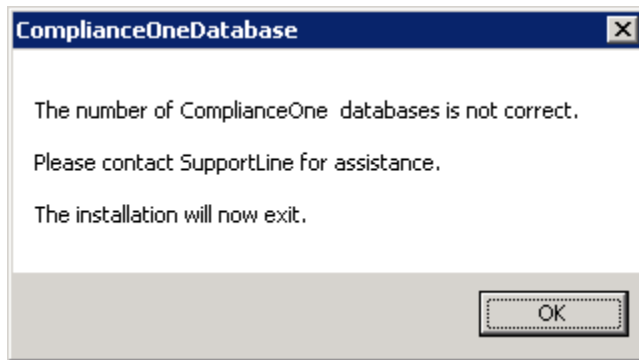 ComplianceOneDatabase
The number of ComplianceOne  databases is not correct.
Please contact SupportLine for assistance.
The installation will now exit.
OK